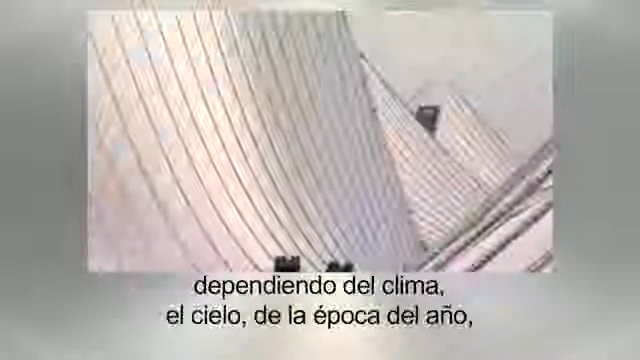 dependiendo del clima,
el cielo, de la época del año,